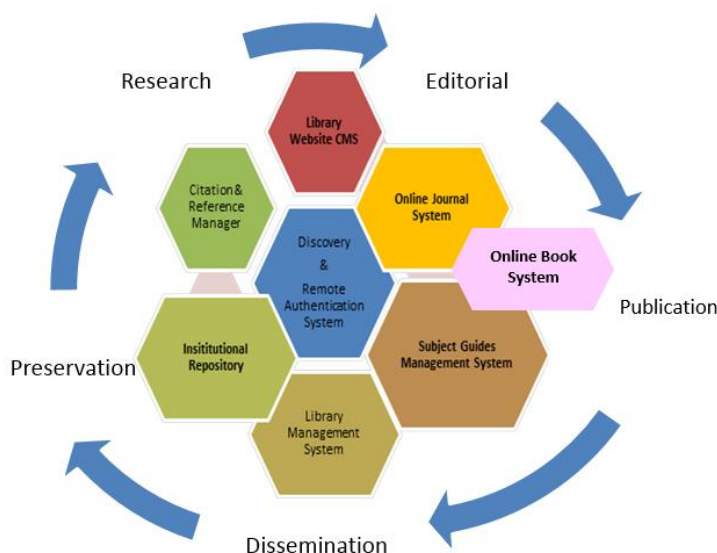 Research
Editorial
Library
Website CMS
Citation &
Reference
Manager
Online Journal
System
Discovery
&
Remote
Authentication
System
Online Book
System
Publication
Insititutional
Repository
Subject Guides
Management System
Preservation
Library
Management
System
Dissemination